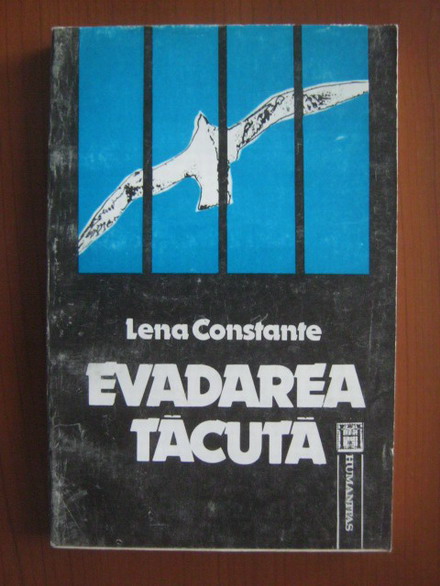 Lena Constante
EVADAREA
TĂCUTĂ
HUMANITAS